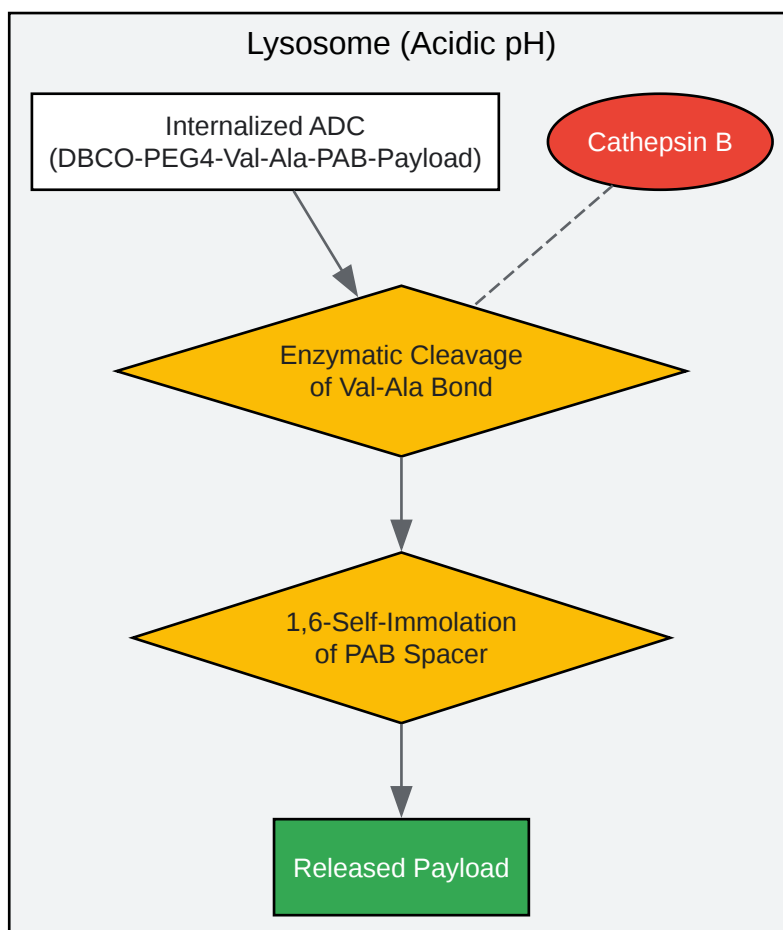 Lysosome (Acidic pH)
Internalized ADC
(DBCO-PEG4-Val-Ala-PAB-Payload)
Cathepsin B
Enzymatic Cleavage
of Val-Ala Bond
1,6-Self-Immolation
of PAB Spacer
Released Payload